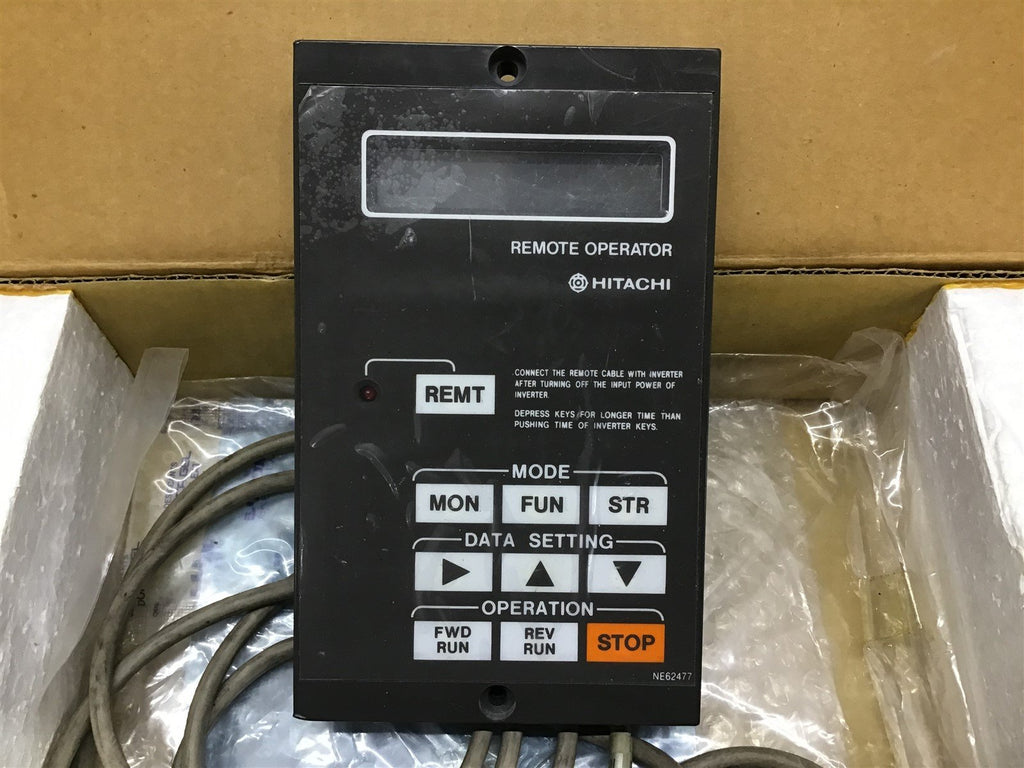 REMOTE OPERATOR
HITACHI
REMT
CONNECT THE REMOTE CABLE WITH INVERTER
AFTER TURNING OFF THE INPUT POWER OF
INVERTER.
DEPRESS KEYS FOR LONGER TIME THAN
PUSHING TIME OF INVERTER KEYS.
MODE
MON FUN STR
DATA SETTING
OPERATION
FWD RUN
REV RUN
STOP
NE62477